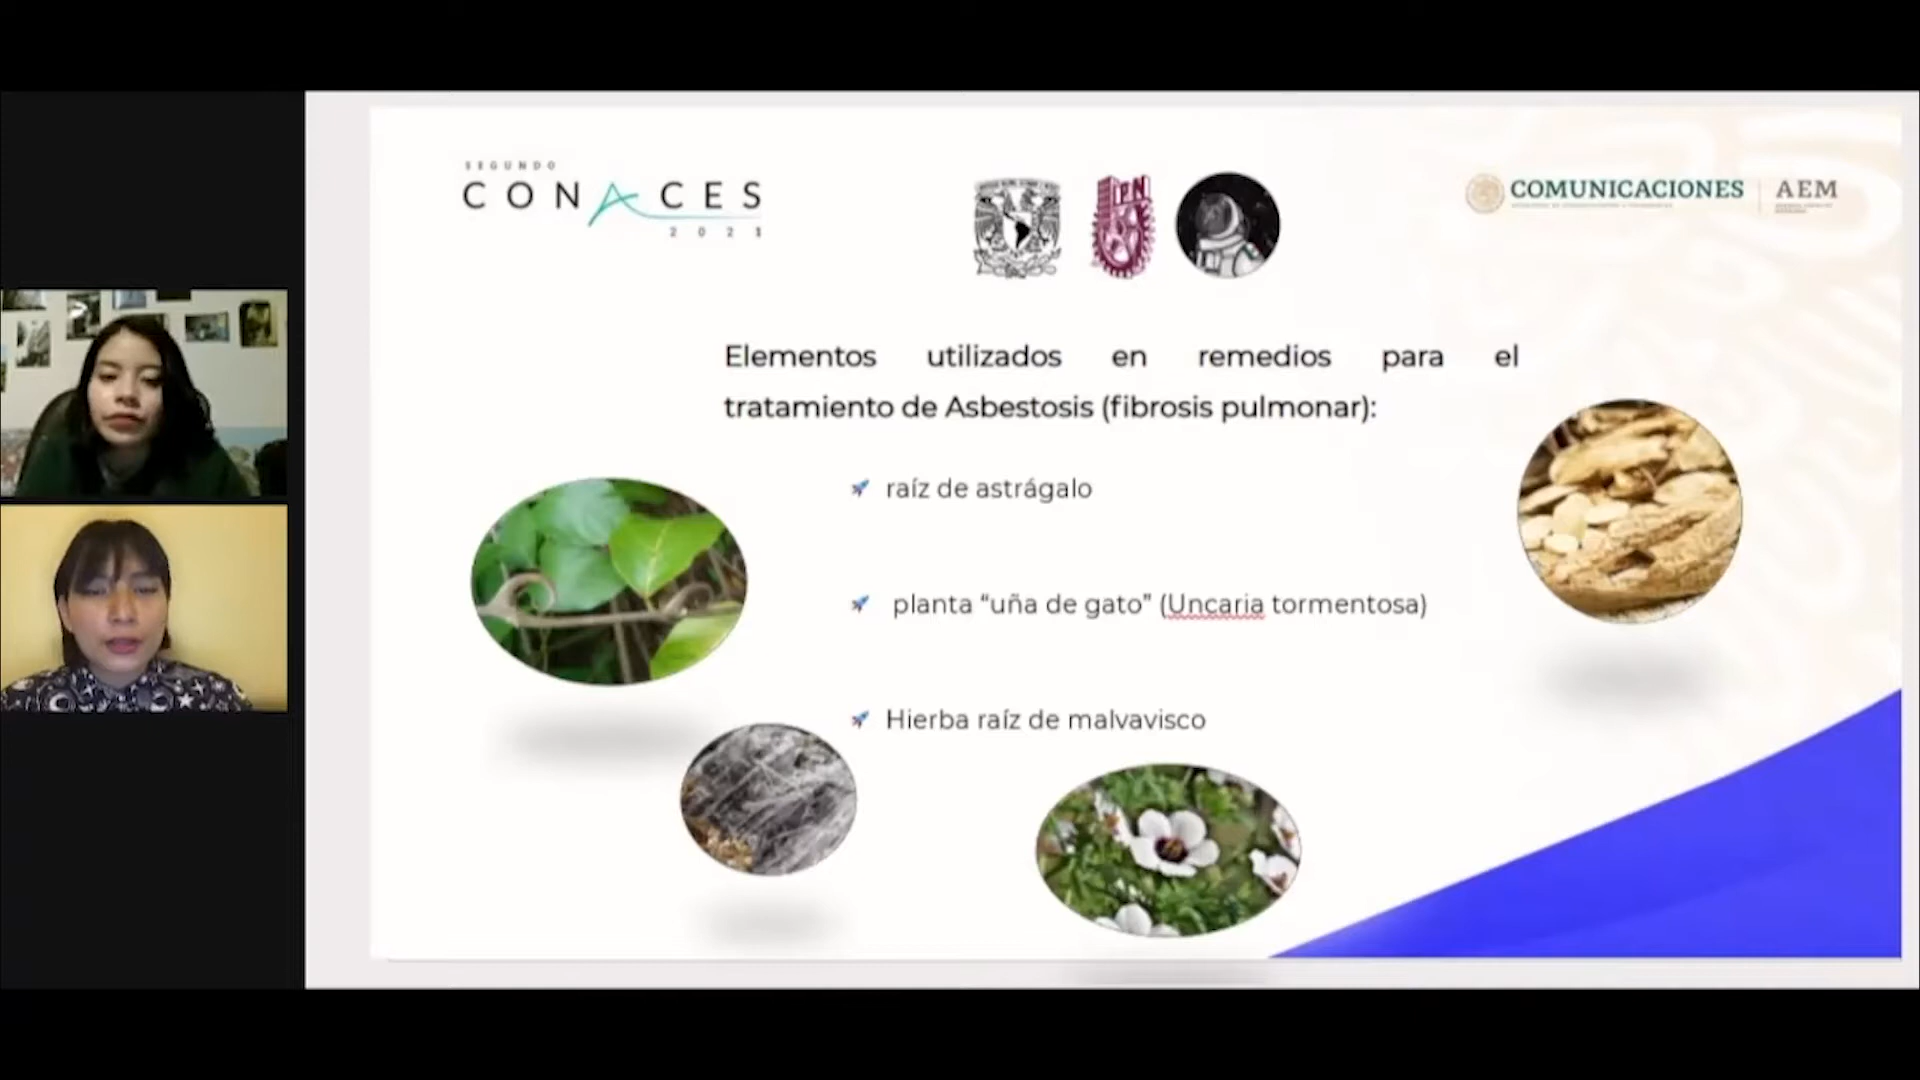 SEGUNDO
CONACES
2021
IPN
COMUNICACIONES
AEM
Elementos utilizados en remedios para el
tratamiento de Asbestosis (fibrosis pulmonar):
raíz de astrágalo
planta “uña de gato” (Uncaria tormentosa)
Hierba raíz de malvavisco